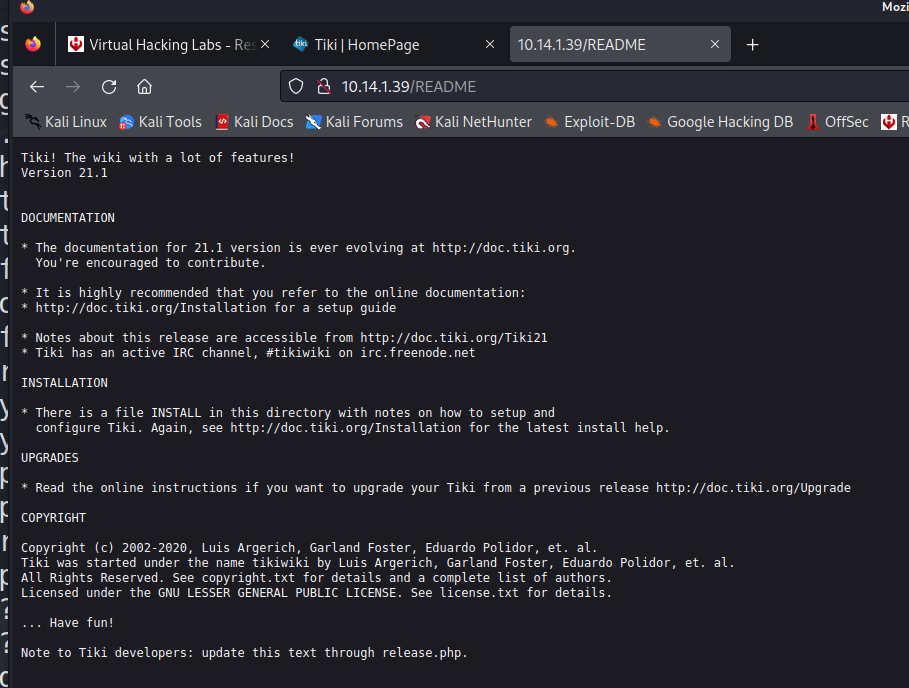 Mozi
Virtual Hacking Labs - Res
Tiki | HomePage
10.14.1.39/README
10.14.1.39/README
Kali Linux
Kali Tools
Kali Docs
Kali Forums
Kali NetHunter
Exploit-DB
Google Hacking DB
OffSec
R
Tiki! The wiki with a lot of features!
Version 21.1
DOCUMENTATION
* The documentation for 21.1 version is ever evolving at http://doc.tiki.org.
You're encouraged to contribute.
* It is highly recommended that you refer to the online documentation:
* http://doc.tiki.org/Installation for a setup guide
* Notes about this release are accessible from http://doc.tiki.org/Tiki21
* Tiki has an active IRC channel, #tikiwiki on irc.freenode.net
INSTALLATION
* There is a file INSTALL in this directory with notes on how to setup and
configure Tiki. Again, see http://doc.tiki.org/Installation for the latest install help.
UPGRADES
* Read the online instructions if you want to upgrade your Tiki from a previous release http://doc.tiki.org/Upgrade
COPYRIGHT
Copyright (c) 2002-2020, Luis Argerich, Garland Foster, Eduardo Polidor, et. al.
Tiki was started under the name tikiwiki by Luis Argerich, Garland Foster, Eduardo Polidor, et. al.
All Rights Reserved. See copyright.txt for details and a complete list of authors.
Licensed under the GNU LESSER GENERAL PUBLIC LICENSE. See license.txt for details.
... Have fun!
Note to Tiki developers: update this text through release.php.